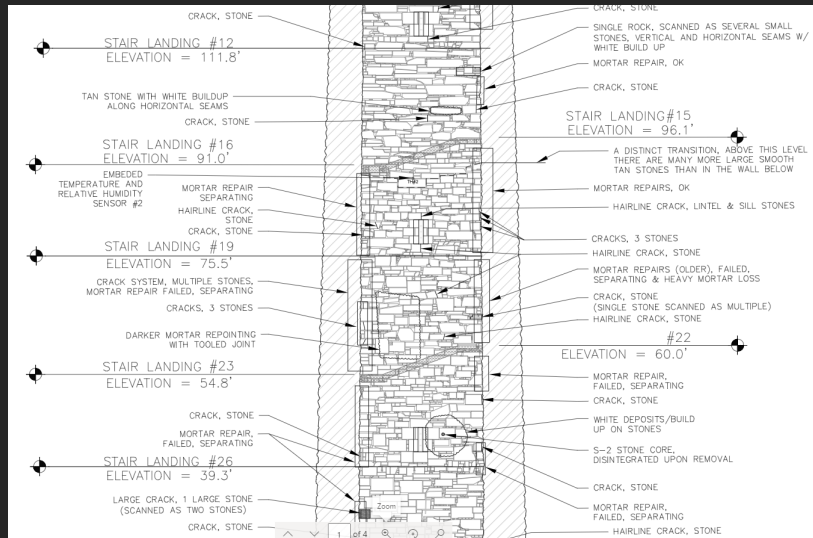 CRACK, STONE
STAIR LANDING #12
ELEVATION = 111.8'
TAN STONE WITH WHITE BUILDUP
ALONG HORIZONTAL SEAMS
CRACK, STONE
STAIR LANDING #16
ELEVATION = 91.0'
EMBEDED
TEMPERATURE AND
RELATIVE HUMIDITY
SENSOR #2
MORTAR REPAIR
SEPARATING
HAIRLINE CRACK,
STONE
CRACK, STONE
STAIR LANDING #19
ELEVATION = 75.5'
CRACK SYSTEM, MULTIPLE STONES,
MORTAR REPAIR FAILED, SEPARATING
CRACKS, 3 STONES
DARKER MORTAR REPOINTING
WITH TOOLED JOINT
STAIR LANDING #23
ELEVATION = 54.8'
CRACK, STONE
MORTAR REPAIR,
FAILED, SEPARATING
STAIR LANDING #26
ELEVATION = 39.3'
LARGE CRACK, 1 LARGE STONE
(SCANNED AS TWO STONES)
CRACK, STONE
CRACK, STONE
SINGLE ROCK, SCANNED AS SEVERAL SMALL
STONES, VERTICAL AND HORIZONTAL SEAMS W/
WHITE BUILD UP
MORTAR REPAIR, OK
CRACK, STONE
STAIR LANDING#15
ELEVATION = 96.1'
A DISTINCT TRANSITION, ABOVE THIS LEVEL
THERE ARE MANY MORE LARGE SMOOTH
TAN STONES THAN IN THE WALL BELOW
MORTAR REPAIRS, OK
HAIRLINE CRACK, LINTEL & SILL STONES
CRACKS, 3 STONES
HAIRLINE CRACK, STONE
MORTAR REPAIRS (OLDER), FAILED,
SEPARATING & HEAVY MORTAR LOSS
CRACK, STONE
(SINGLE STONE SCANNED AS MULTIPLE)
HAIRLINE CRACK, STONE
#22
ELEVATION = 60.0'
MORTAR REPAIR,
FAILED, SEPARATING
CRACK, STONE
WHITE DEPOSITS/BUILD
UP ON STONES
S-2 STONE CORE,
DISINTEGRATED UPON REMOVAL
CRACK, STONE
MORTAR REPAIR,
FAILED, SEPARATING
HAIRLINE CRACK, STONE
Zoom
1 of 4